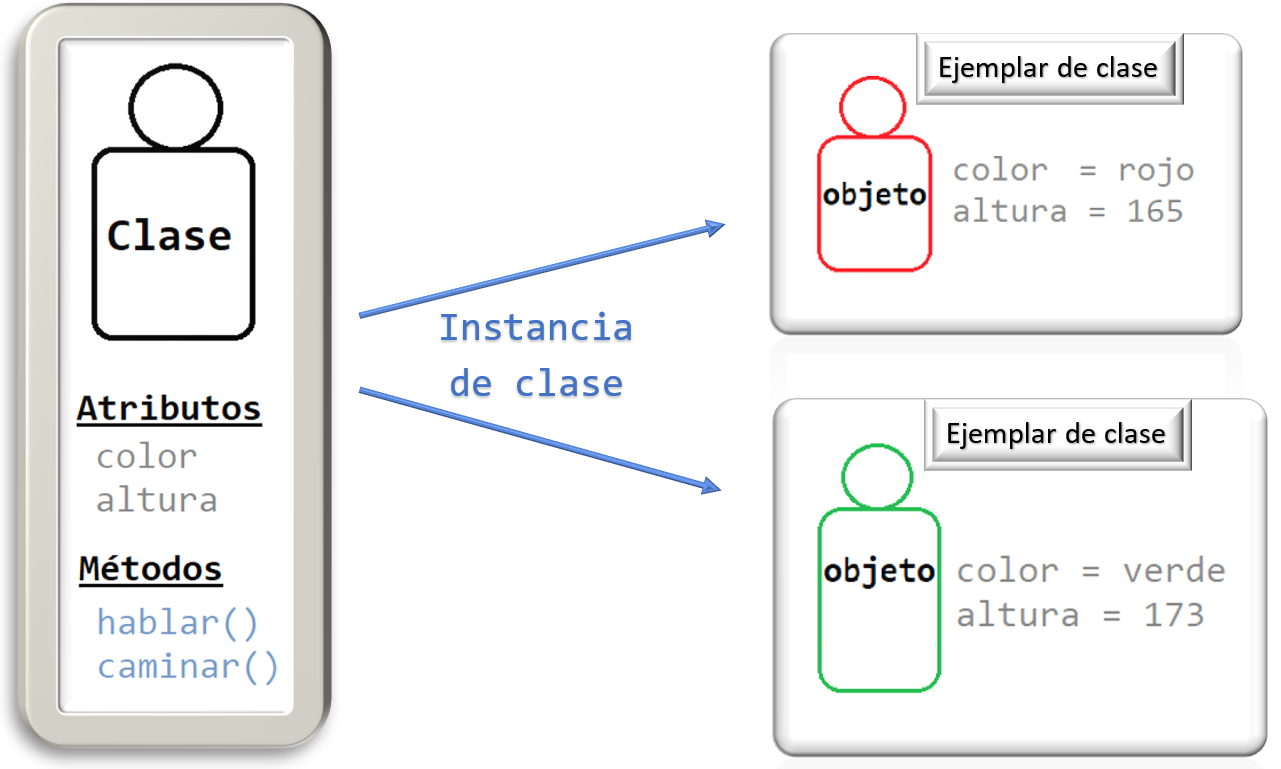 Clase
Atributos
color
altura
Métodos
hablar()
caminar()
Instancia
de clase
Ejemplar de clase
objeto
color = rojo
altura = 165
Ejemplar de clase
objeto
color = verde
altura = 173